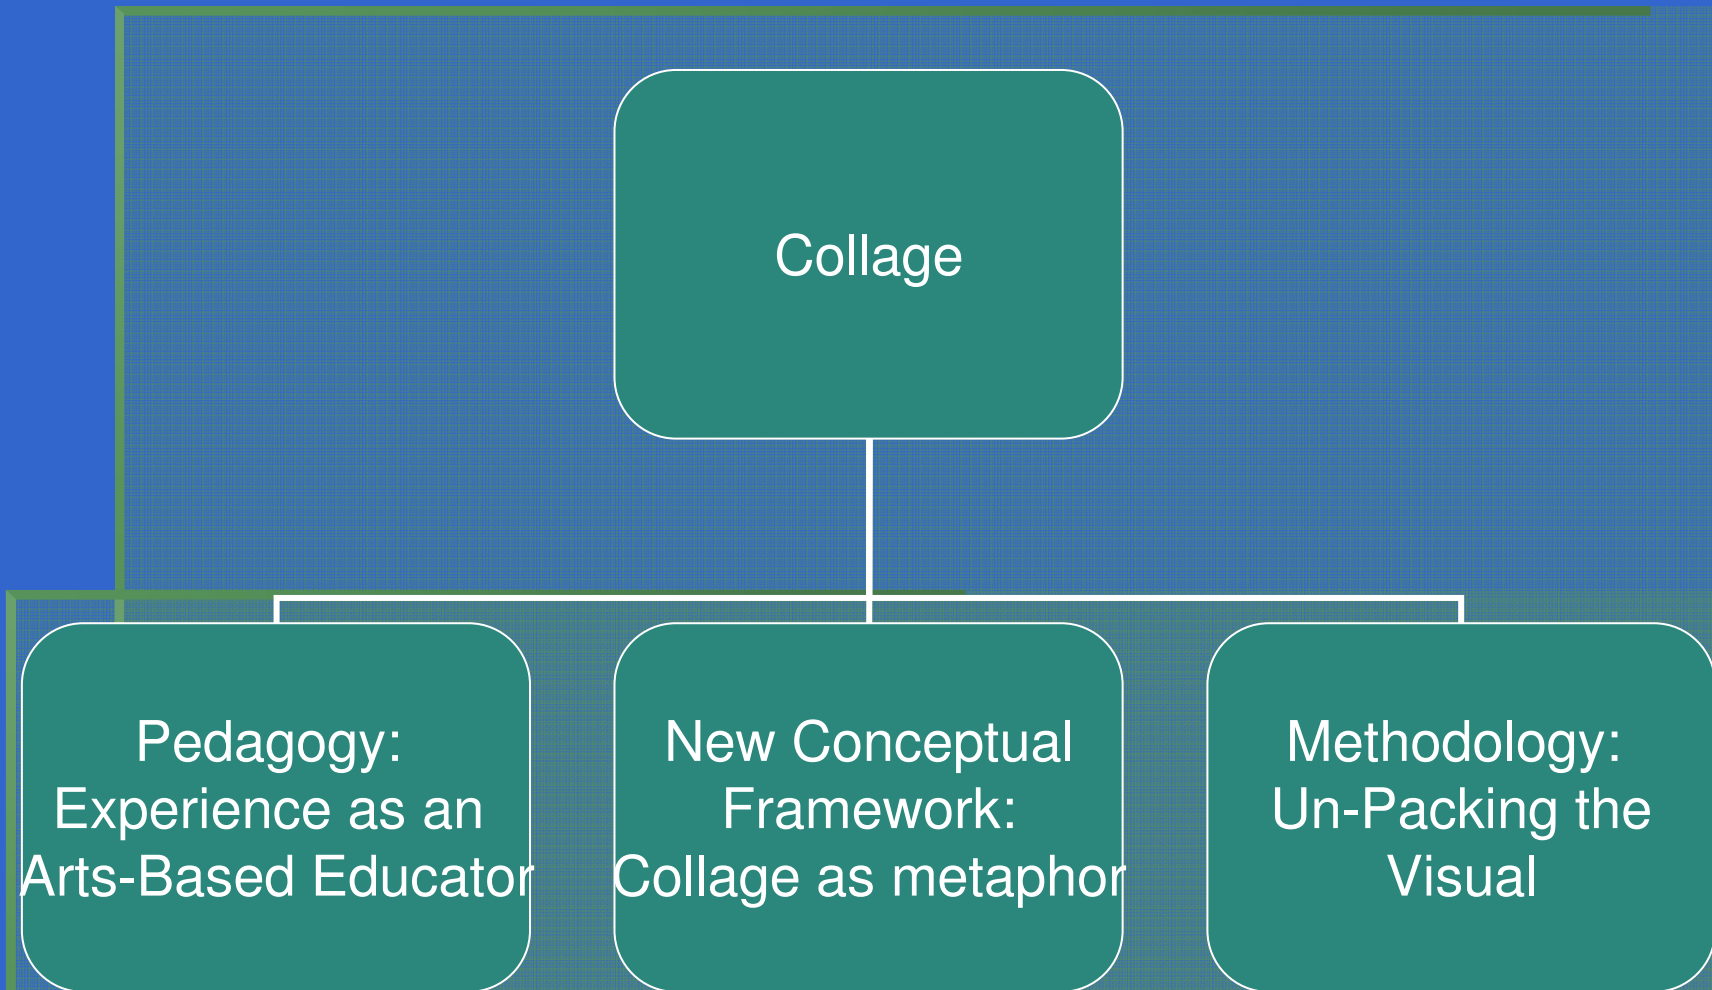 Collage
Pedagogy:
Experience as an
Arts-Based Educator
New Conceptual
Framework:
Collage as metaphor
Methodology:
Un-Packing the
Visual